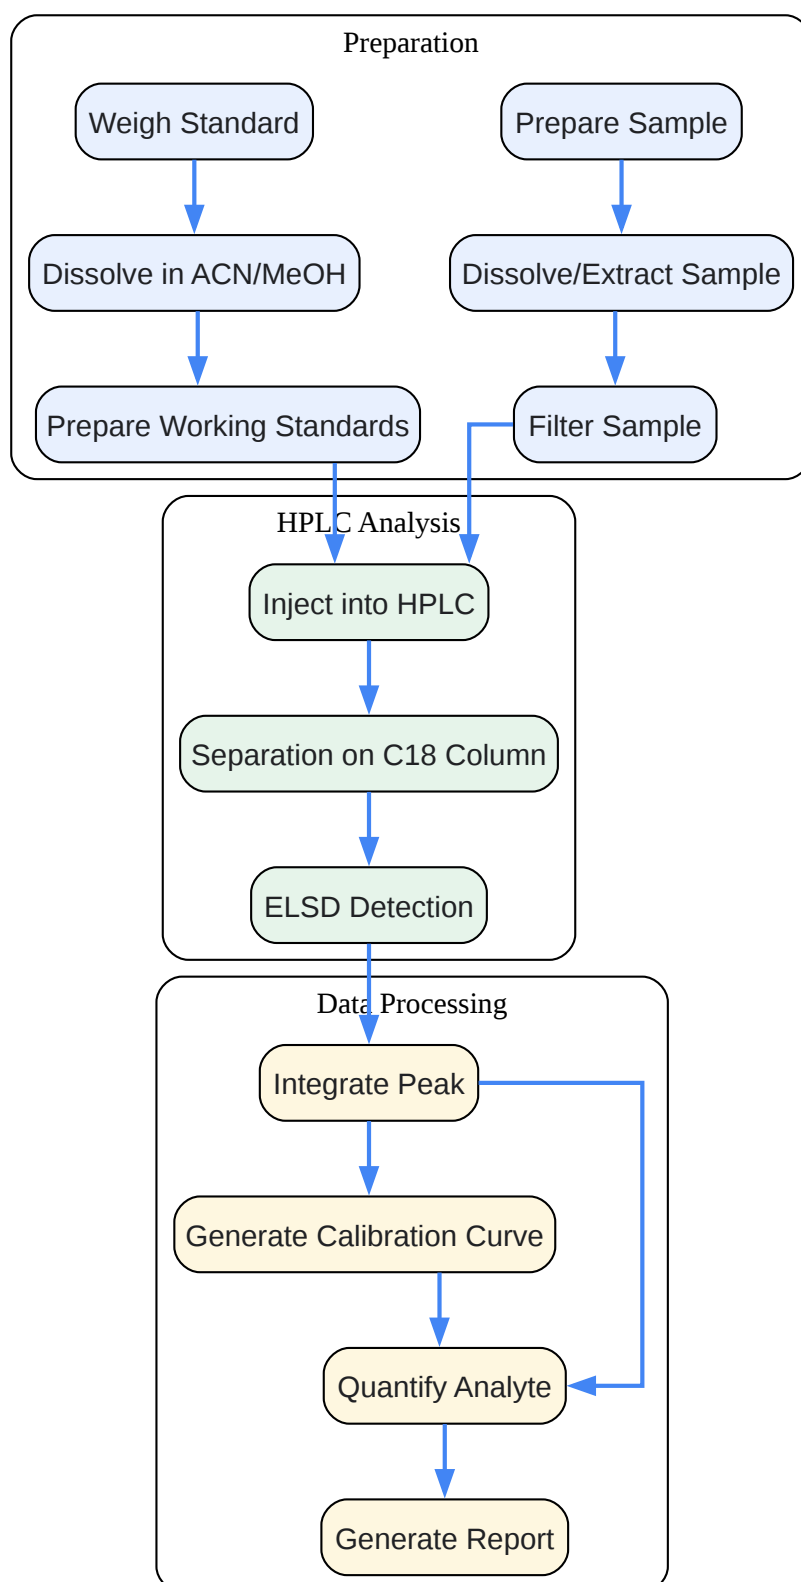 Preparation
Weigh Standard
Prepare Sample
Dissolve in ACN/MeOH
Dissolve/Extract Sample
Prepare Working Standards
Filter Sample
HPLC Analysis
Inject into HPLC
Separation on C18 Column
ELSD Detection
Data Processing
Integrate Peak
Generate Calibration Curve
Quantify Analyte
Generate Report